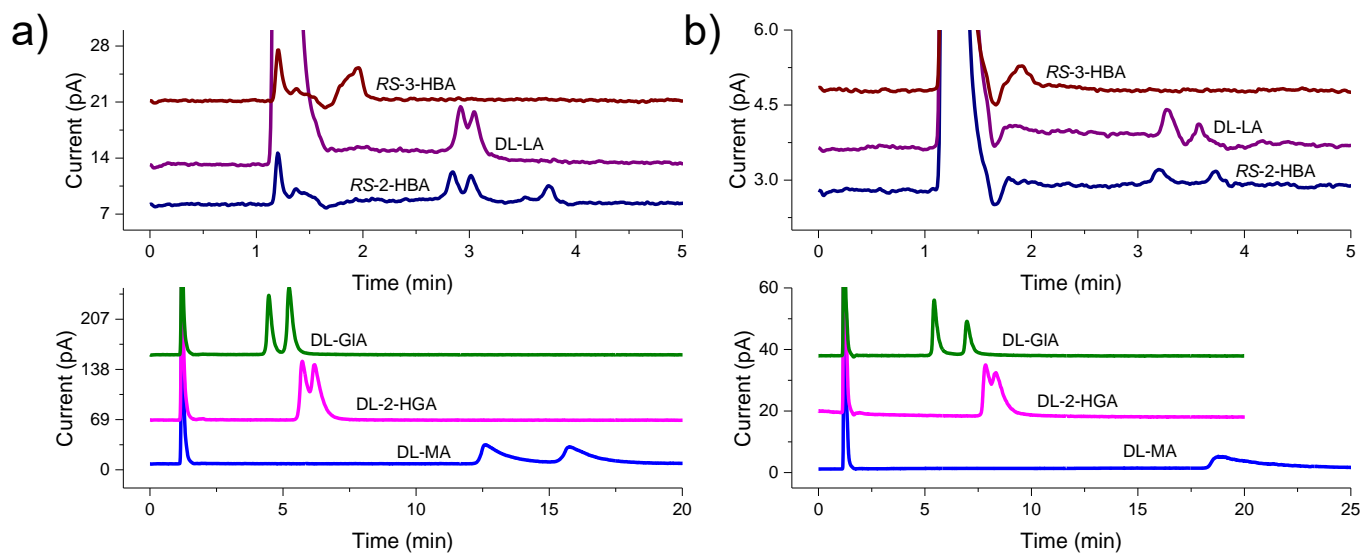 a)
Current (pA)
28
21
14
7
RS-3-HBA
DL-LA
RS-2-HBA
0 1 2 3 4 5
Time (min)
Current (pA)
207
138
69
0
DL-GlA
DL-2-HGA
DL-MA
0 5 10 15 20
Time (min)
b)
Current (pA)
6.0
4.5
3.0
RS-3-HBA
DL-LA
RS-2-HBA
0 1 2 3 4 5
Time (min)
Current (pA)
60
40
20
0
DL-GlA
DL-2-HGA
DL-MA
0 5 10 15 20 25
Time (min)